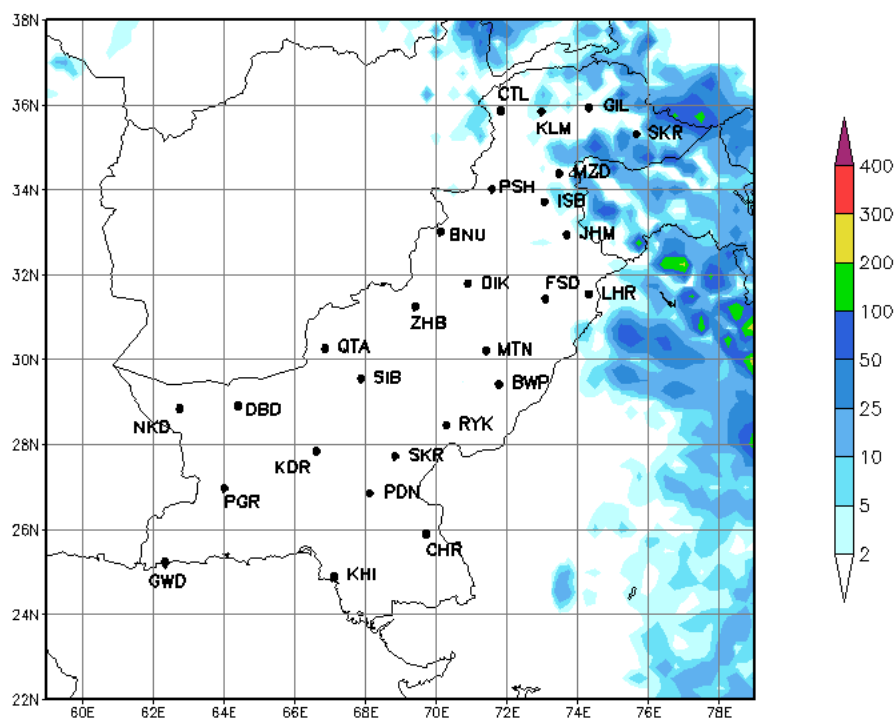 38N
36N
34N
32N
30N
28N
26N
24N
22N
CTL
GIL
KLM
SKR
MZD
PSH
ISB
BNU
JHM
DIK
FSD
LHR
ZHB
QTA
MTN
SIB
BWP
DBD
NKD
RYK
SKR
KDR
PDN
PGR
CHR
KHI
GWD
60E 62E 64E 66E 68E 70E 72E 74E 76E 78E
400
300
200
100
50
25
10
5
2